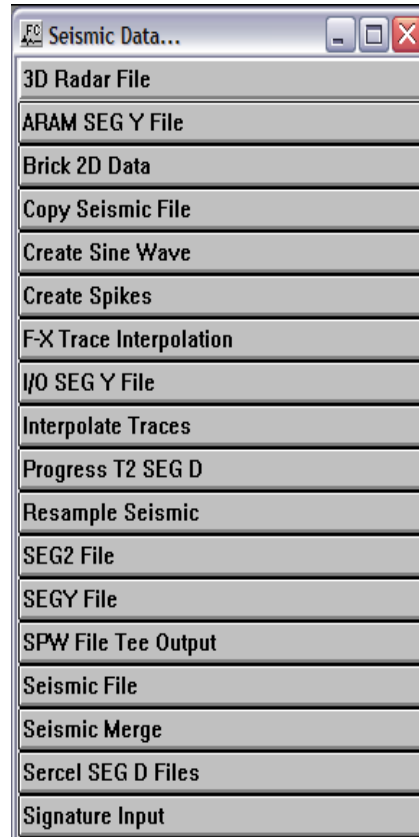 FC
Seismic Data...
3D Radar File
ARAM SEG Y File
Brick 2D Data
Copy Seismic File
Create Sine Wave
Create Spikes
F-X Trace Interpolation
I/O SEG Y File
Interpolate Traces
Progress T2 SEG D
Resample Seismic
SEG2 File
SEGY File
SPW File Tee Output
Seismic File
Seismic Merge
Sercel SEG D Files
Signature Input